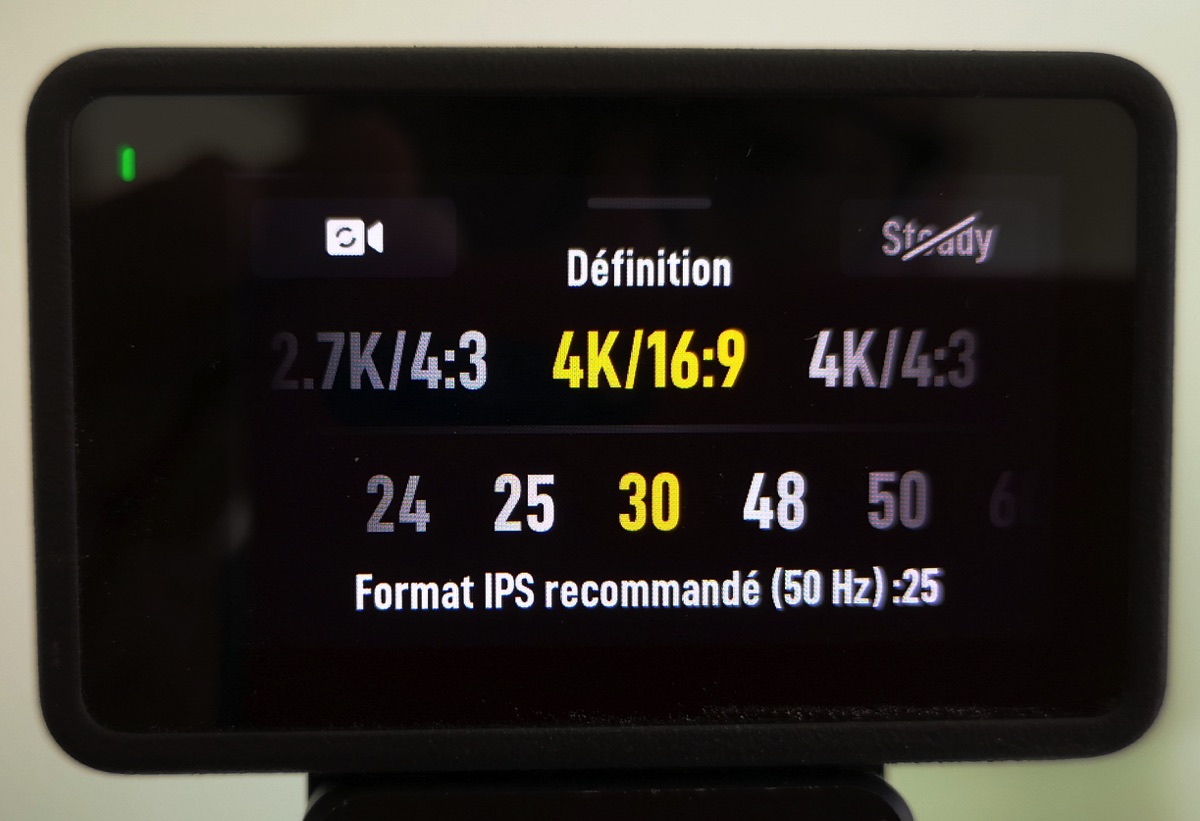 Steady
Définition
2.7K/4:3 4K/16:9 4K/4:3
24 25 30 48 50 60
Format IPS recommandé (50 Hz) :25